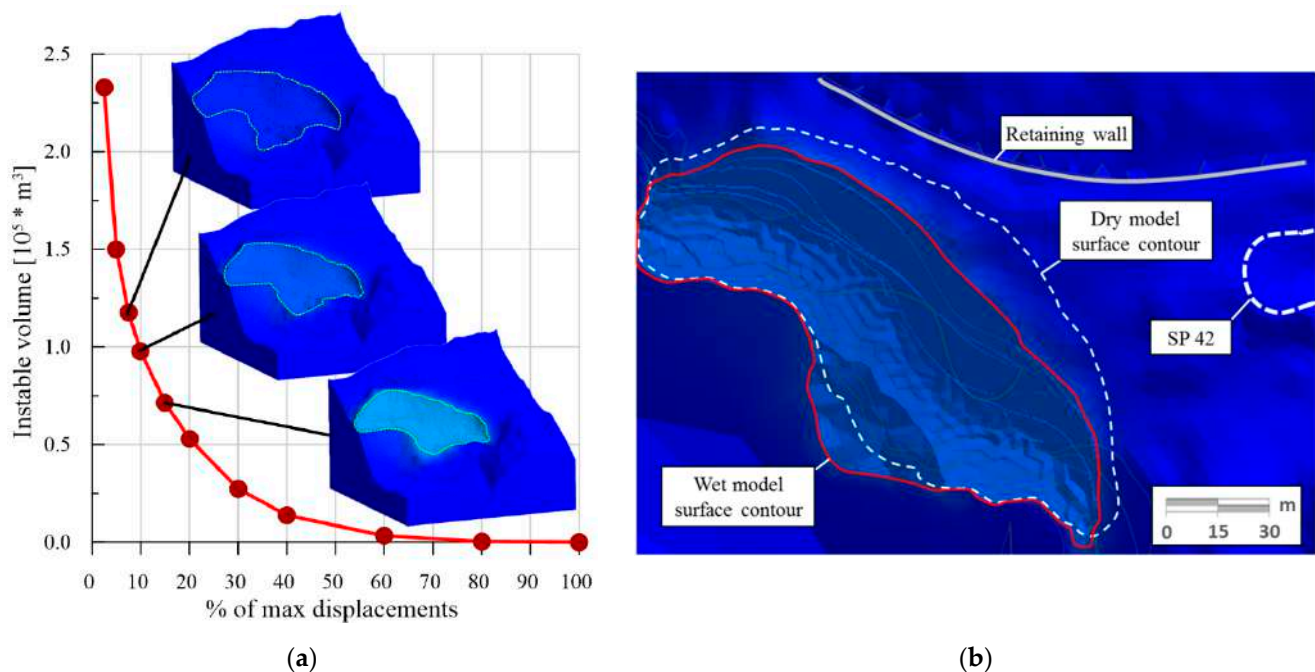 2.5
2.0
1.5
1.0
0.5
0.0
Instable volume [10⁵ * m³]
0 10 20 30 40 50 60 70 80 90 100
% of max displacements
(a)
Retaining wall
Dry model
surface contour
SP 42
Wet model
surface contour
m
0 15 30
(b)